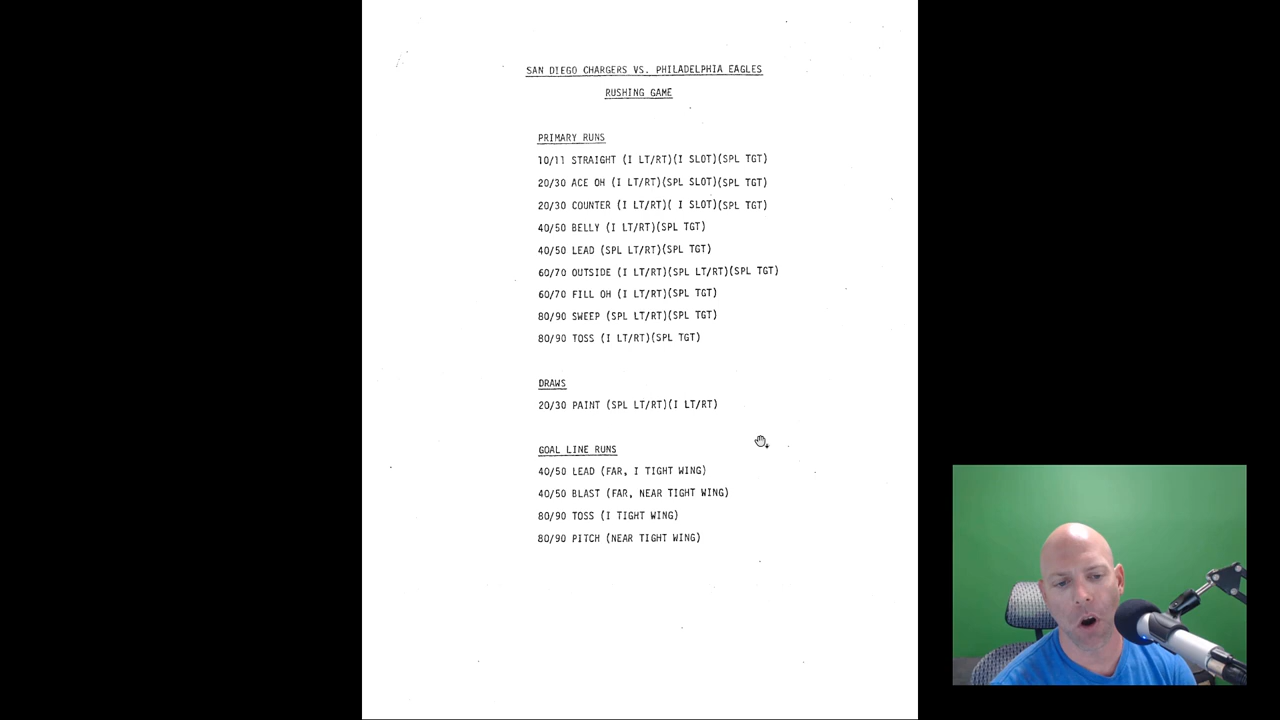 SAN DIEGO CHARGERS VS. PHILADELPHIA EAGLES
RUSHING GAME
PRIMARY RUNS
10/11 STRAIGHT (I LT/RT)(I SLOT)(SPL TGT)
20/30 ACE OH (I LT/RT)(SPL SLOT)(SPL TGT)
20/30 COUNTER (I LT/RT)( I SLOT)(SPL TGT)
40/50 BELLY (I LT/RT)(SPL TGT)
40/50 LEAD (SPL LT/RT)(SPL TGT)
60/70 OUTSIDE (I LT/RT)(SPL LT/RT)(SPL TGT)
60/70 FILL OH (I LT/RT)(SPL TGT)
80/90 SWEEP (SPL LT/RT)(SPL TGT)
80/90 TOSS (I LT/RT)(SPL TGT)
DRAWS
20/30 PAINT (SPL LT/RT)(I LT/RT)
GOAL LINE RUNS
40/50 LEAD (FAR, I TIGHT WING)
40/50 BLAST (FAR, NEAR TIGHT WING)
80/90 TOSS (I TIGHT WING)
80/90 PITCH (NEAR TIGHT WING)